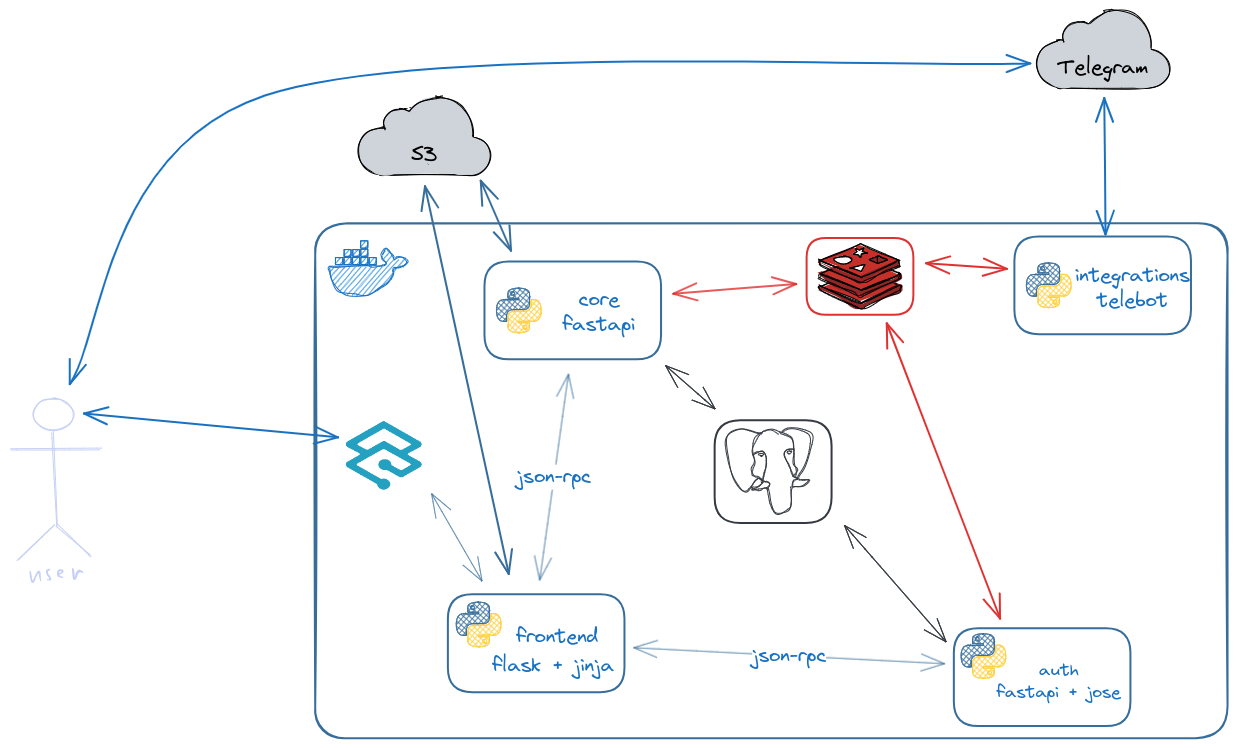 Telegram
S3
core
fastapi
integrations
telebot
json-rpc
user
frontend
flask + jinja
json-rpc
auth
fastapi + jose